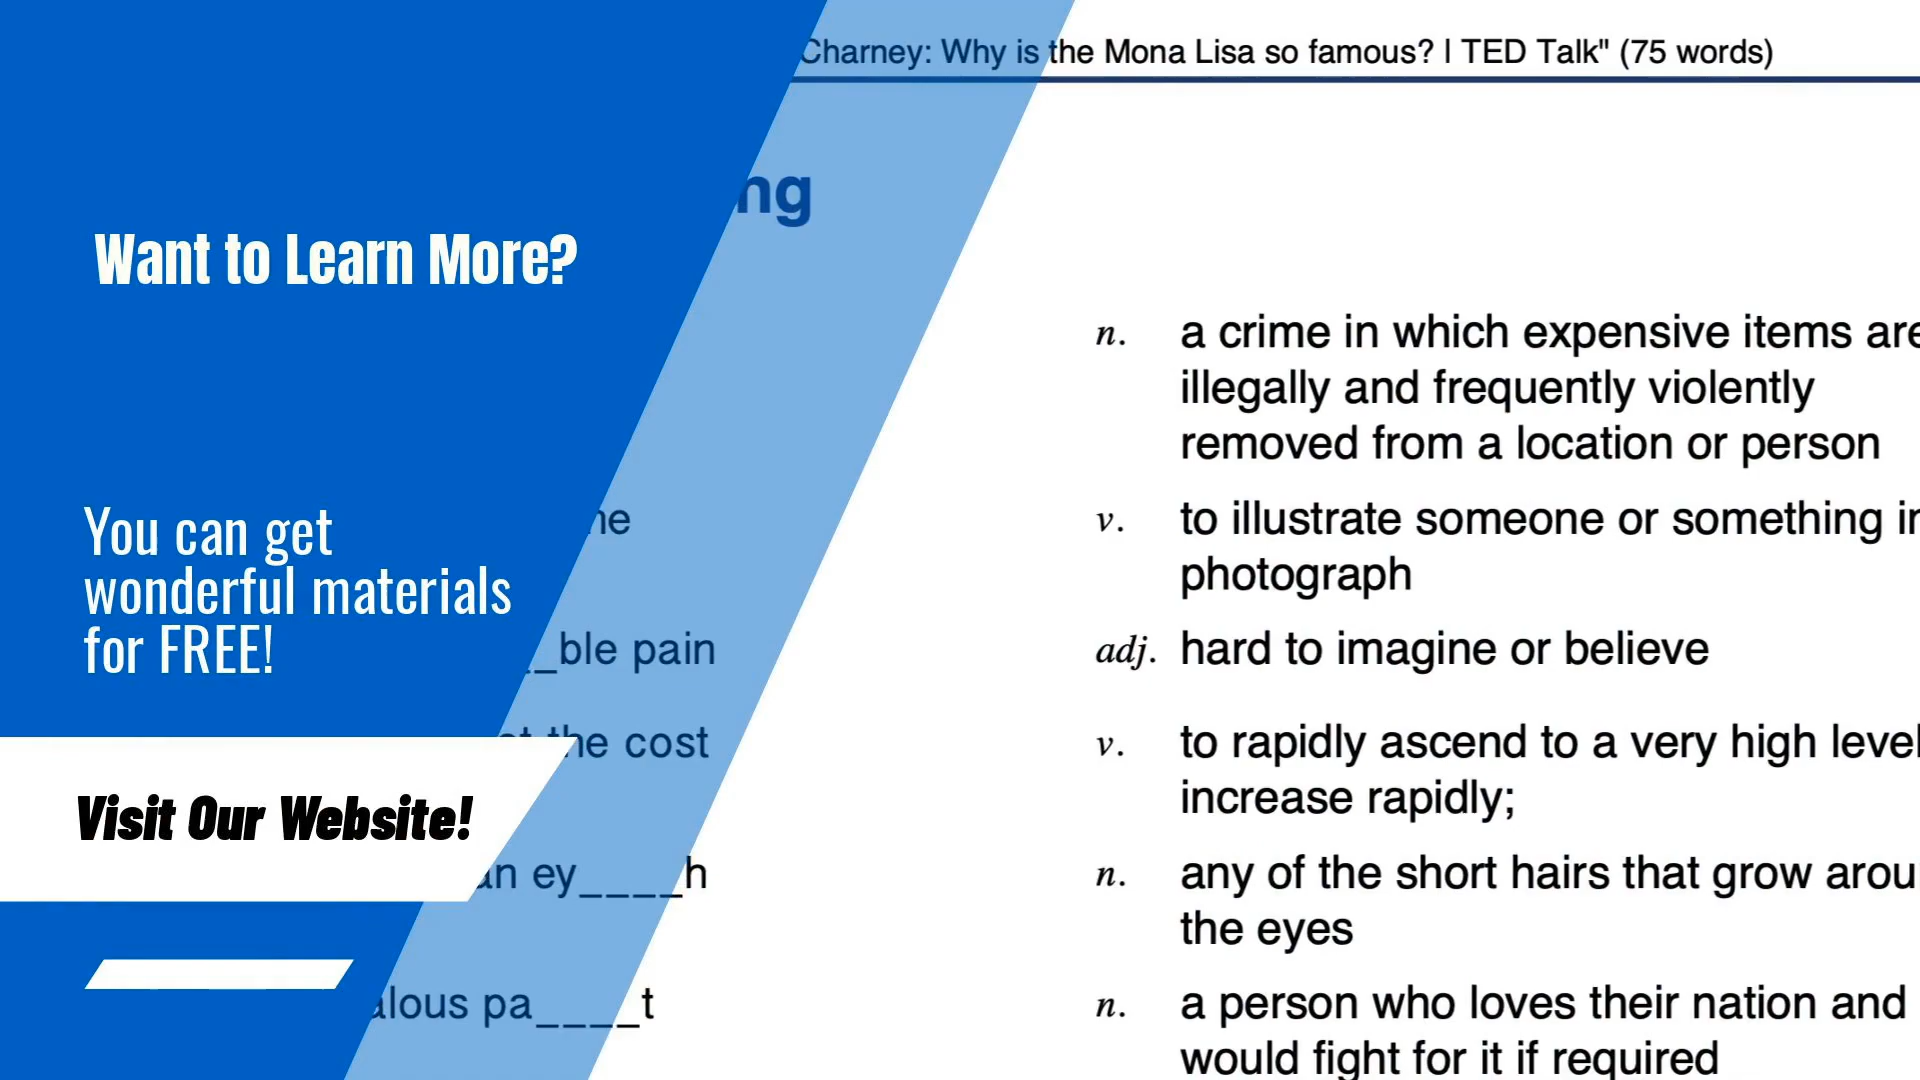 Charney: Why is the Mona Lisa so famous? | TED Talk" (75 words)
ng
Want to Learn More?
You can get
wonderful materials
for FREE!
Visit Our Website!
n. a crime in which expensive items are
illegally and frequently violently
removed from a location or person
v. to illustrate someone or something in
photograph
_ble pain
adj. hard to imagine or believe
the cost
v. to rapidly ascend to a very high level
increase rapidly;
an ey____h
n. any of the short hairs that grow arou
the eyes
alous pa____t
n. a person who loves their nation and
would fight for it if required